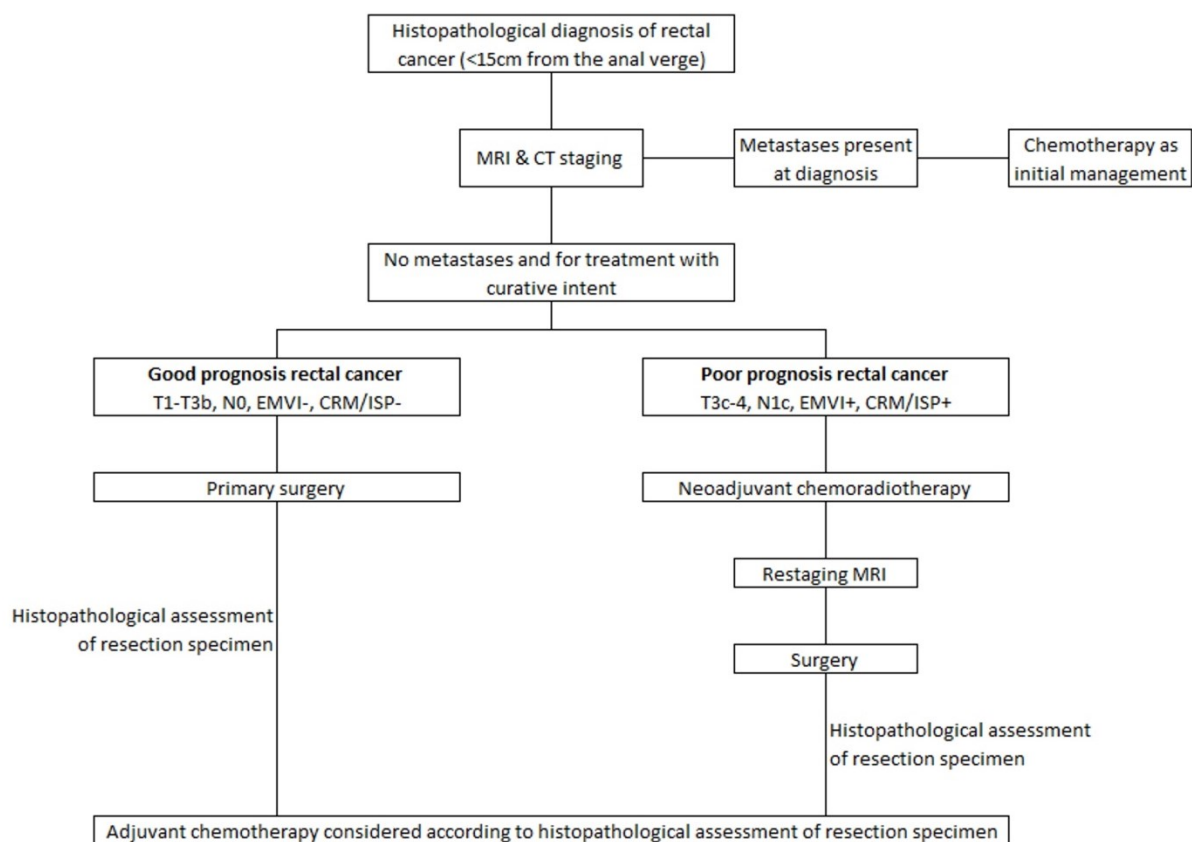 Histopathological diagnosis of rectal
cancer (<15cm from the anal verge)
MRI & CT staging
Metastases present
at diagnosis
Chemotherapy as
initial management
No metastases and for treatment with
curative intent
Good prognosis rectal cancer
T1-T3b, N0, EMVI-, CRM/ISP-
Poor prognosis rectal cancer
T3c-4, N1c, EMVI+, CRM/ISP+
Primary surgery
Neoadjuvant chemoradiotherapy
Restaging MRI
Histopathological assessment
of resection specimen
Surgery
Histopathological assessment
of resection specimen
Adjuvant chemotherapy considered according to histopathological assessment of resection specimen